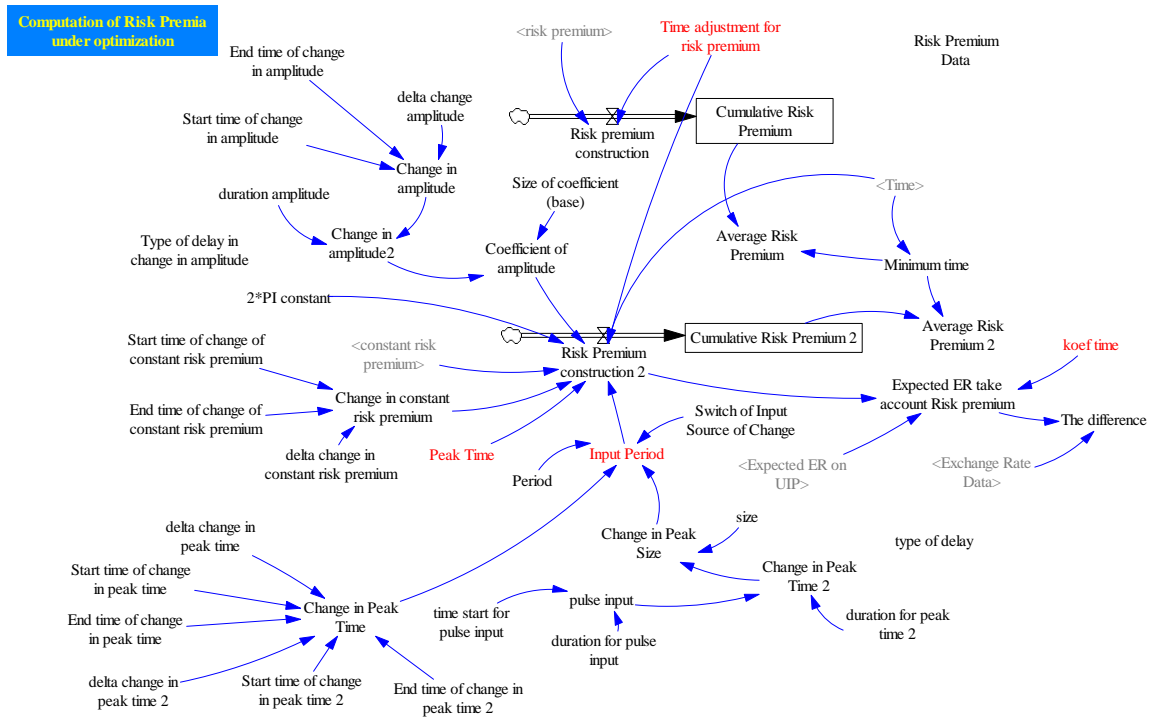 Computation of Risk Premia
under optimization
<risk premium>
Time adjustment for
risk premium
Risk Premium
Data
End time of change
in amplitude
delta change
amplitude
Start time of change
in amplitude
Cumulative Risk
Premium
Risk premium
construction
Change in
amplitude
Size of coefficient
(base)
<Time>
duration amplitude
Type of delay in
change in amplitude
Change in
amplitude2
Coefficient of
amplitude
Average Risk
Premium
Minimum time
2*PI constant
Start time of change of
constant risk premium
<constant risk
premium>
Risk Premium
construction 2
Cumulative Risk Premium 2
Average Risk
Premium 2
koef time
End time of change of
constant risk premium
Change in constant
risk premium
Expected ER take
account Risk premium
The difference
Switch of Input
Source of Change
delta change in
constant risk premium
Peak Time
Input Period
Period
<Expected ER on
UIP>
<Exchange Rate
Data>
delta change in
peak time
Change in Peak
Size
size
type of delay
Start time of change
in peak time
Change in Peak
Time 2
End time of change
in peak time
Change in Peak
Time
time start for
pulse input
pulse input
duration for pulse
input
duration for peak
time 2
delta change in
peak time 2
Start time of change
in peak time 2
End time of change in
peak time 2